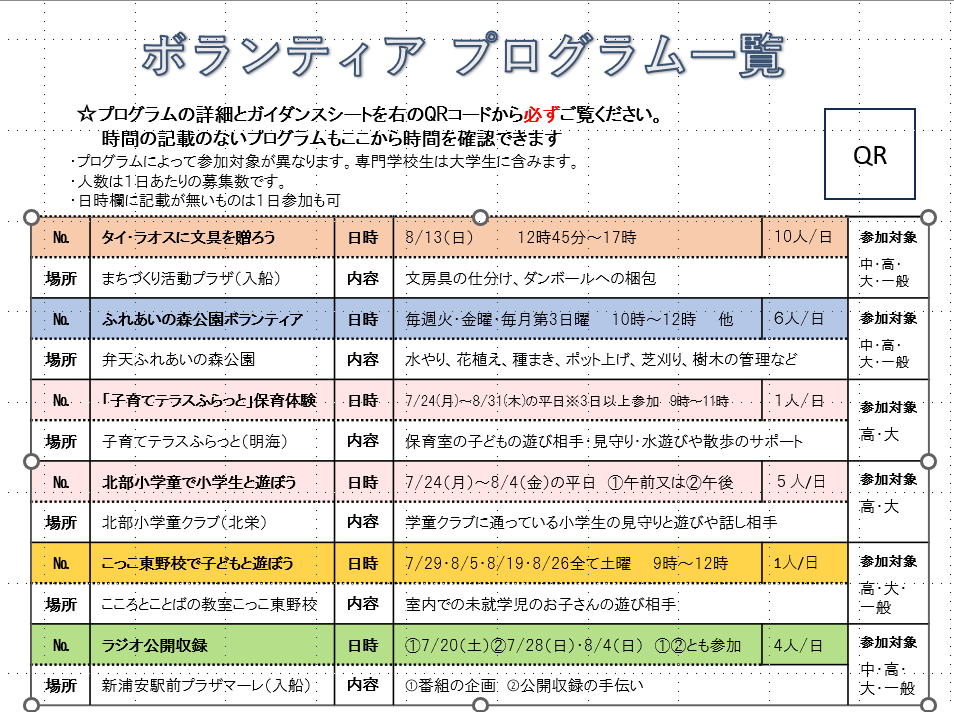 ボランティア プログラム一覧
☆プログラムの詳細とガイダンスシートを右のQRコードから必ずご覧ください。
時間の記載のないプログラムもここから時間を確認できます
・プログラムによって参加対象が異なります。専門学校生は大学生に含みます。
・人数は1日あたりの募集数です。
・日時欄に記載が無いものは1日参加も可
QR
№ タイ・ラオスに文具を贈ろう 日時 8/13(日) 12時45分～17時 10人/日 参加対象
場所 まちづくり活動プラザ(入船) 内容 文房具の仕分け、ダンボールへの梱包 中・高・
大・一般
№ ふれあいの森公園ボランティア 日時 毎週火・金曜・毎月第3日曜 10時～12時 他 6人/日 参加対象
場所 弁天ふれあいの森公園 内容 水やり、花植え、種まき、ポット上げ、芝刈り、樹木の管理など 中・高・
大・一般
№ 「子育てテラスふらっと」保育体験 日時 7/24(月)～8/31(木)の平日※3日以上参加 9時～11時 1人/日 参加対象
場所 子育てテラスふらっと(明海) 内容 保育室の子どもの遊び相手・見守り・水遊びや散歩のサポート 高・大
№ 北部小学童で小学生と遊ぼう 日時 7/24(月)～8/4(金)の平日 ①午前又は②午後 5人/日 参加対象
場所 北部小学童クラブ(北栄) 内容 学童クラブに通っている小学生の見守りと遊びや話し相手 高・大
№ こっこ東野校で子どもと遊ぼう 日時 7/29・8/5・8/19・8/26全て土曜 9時～12時 1人/日 参加対象
場所 こころとことばの教室こっこ東野校 内容 室内での未就学児のお子さんの遊び相手 高・大・
一般
№ ラジオ公開収録 日時 ①7/20(土)②7/28(日)・8/4(日) ①②とも参加 4人/日 参加対象
場所 新浦安駅前プラザマーレ(入船) 内容 ①番組の企画 ②公開収録の手伝い 中・高・
大・一般